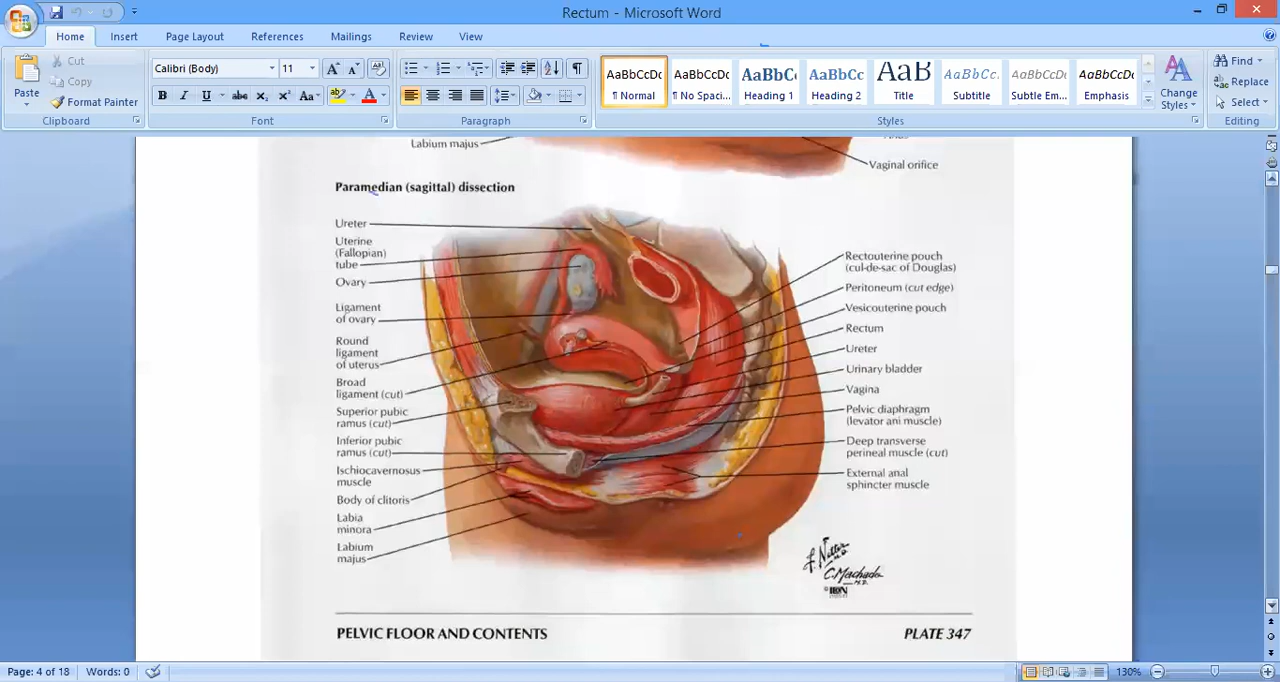 Rectum - Microsoft Word
Home Insert Page Layout References Mailings Review View
Paste
Cut
Copy
Format Painter
Clipboard
Calibri (Body) 11
Font
Paragraph
AaBbCcDc AaBbCcDc AaBbC AaBbCc AaB AaBbCc. AaBbCcDc AaBbCcDc
¶ Normal ¶ No Spaci... Heading 1 Heading 2 Title Subtitle Subtle Em... Emphasis
Change
Styles
Styles
Find
Replace
Select
Editing
Labium majus
Vaginal orifice
Paramedian (sagittal) dissection
Ureter
Uterine
(Fallopian)
tube
Ovary
Ligament
of ovary
Round
ligament
of uterus
Broad
ligament (cut)
Superior pubic
ramus (cut)
Inferior pubic
ramus (cut)
Ischiocavernosus
muscle
Body of clitoris
Labia
minora
Labium
majus
Rectouterine pouch
(cul-de-sac of Douglas)
Peritoneum (cut edge)
Vesicouterine pouch
Rectum
Ureter
Urinary bladder
Vagina
Pelvic diaphragm
(levator ani muscle)
Deep transverse
perineal muscle (cut)
External anal
sphincter muscle
F. Netter
M.D.
C. Machado
M.D.
PELVIC FLOOR AND CONTENTS PLATE 347
Page: 4 of 18 Words: 0 130%